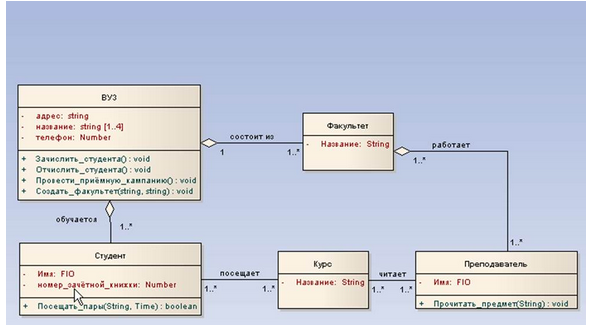 ВУЗ
- адрес: string
- название: string [1..4]
- телефон: Number
+ Зачислить_студента() : void
+ Отчислить_студента() : void
+ Провести_приёмную_кампанию() : void
+ Создать_факультет(string, string) : void
состоит из
1
1..*
Факультет
- Название: String
работает
1..*
1..*
обучается
1..*
Студент
- Имя: FIO
- номер_зачётной_книжки: Number
+ Посещать_пары(String, Time) : boolean
посещает
1..*
1..*
Курс
- Название: String
читает
1..*
1..*
Преподаватель
- Имя: FIO
+ Прочитать_предмет(String) : void